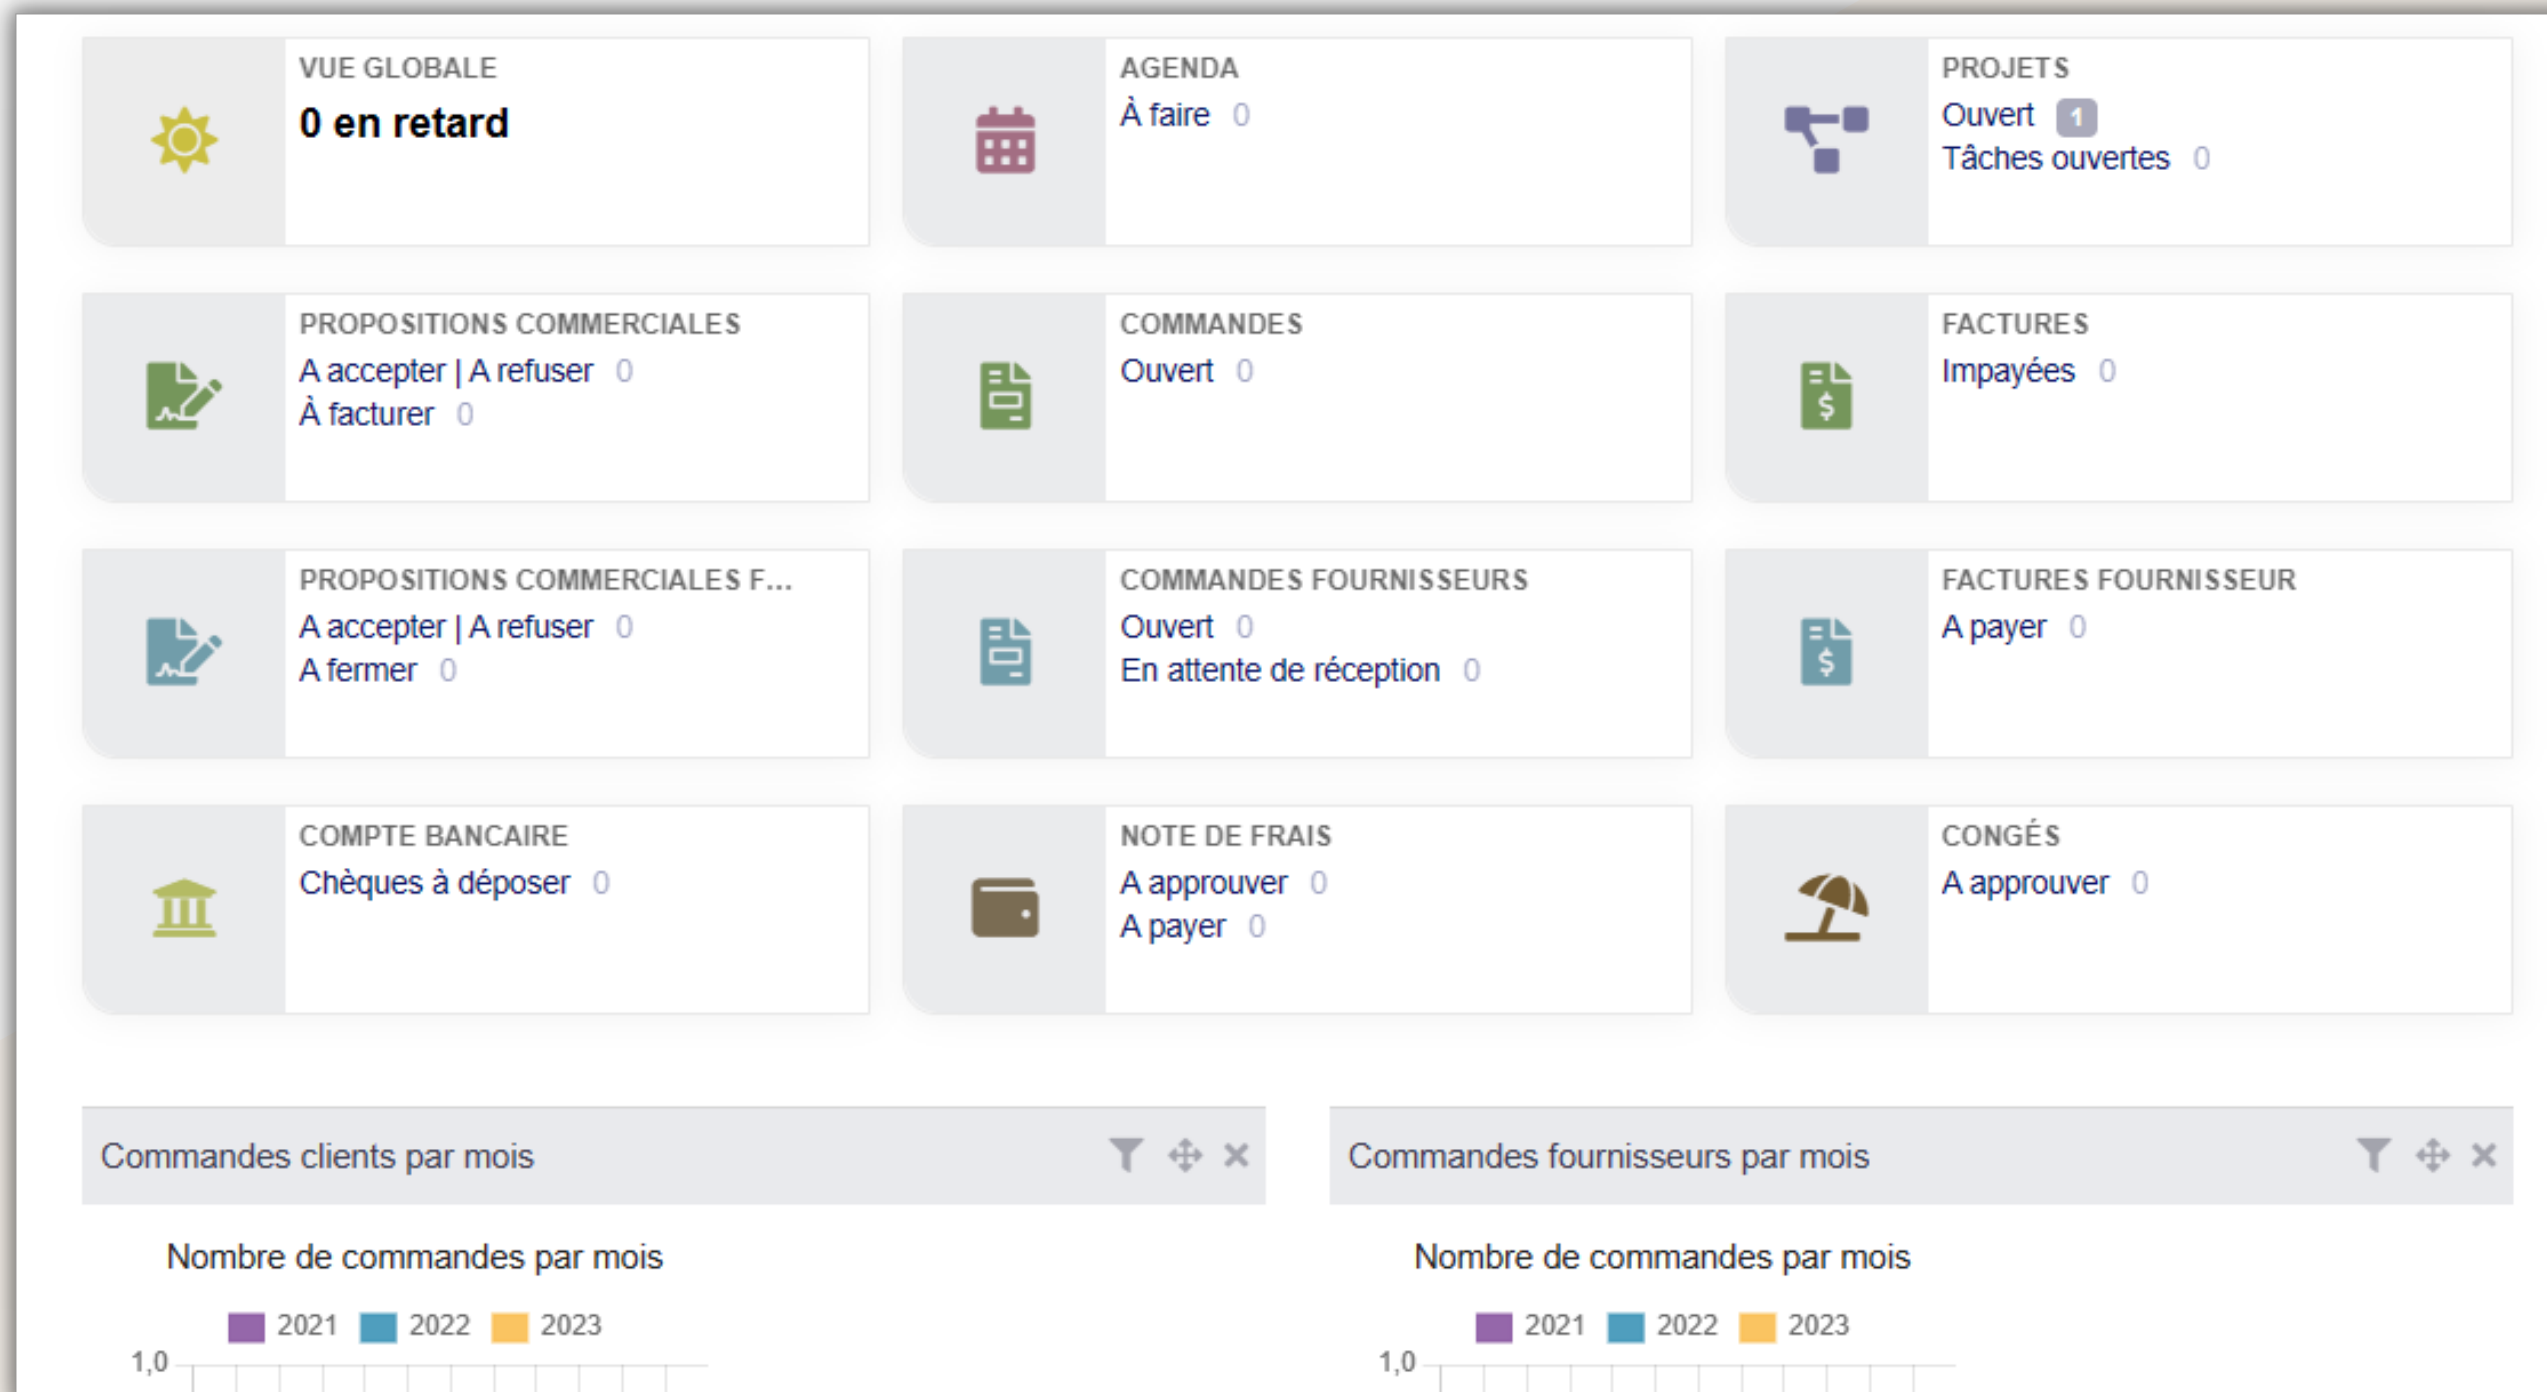 VUE GLOBALE
0 en retard
AGENDA
À faire 0
PROJETS
Ouvert 1
Tâches ouvertes 0
PROPOSITIONS COMMERCIALES
A accepter | A refuser 0
À facturer 0
COMMANDES
Ouvert 0
FACTURES
Impayées 0
PROPOSITIONS COMMERCIALES F...
A accepter | A refuser 0
A fermer 0
COMMANDES FOURNISSEURS
Ouvert 0
En attente de réception 0
FACTURES FOURNISSEUR
A payer 0
COMPTE BANCAIRE
Chèques à déposer 0
NOTE DE FRAIS
A approuver 0
A payer 0
CONGÉS
A approuver 0
Commandes clients par mois
Nombre de commandes par mois
2021 2022 2023
1,0
Commandes fournisseurs par mois
Nombre de commandes par mois
2021 2022 2023
1,0